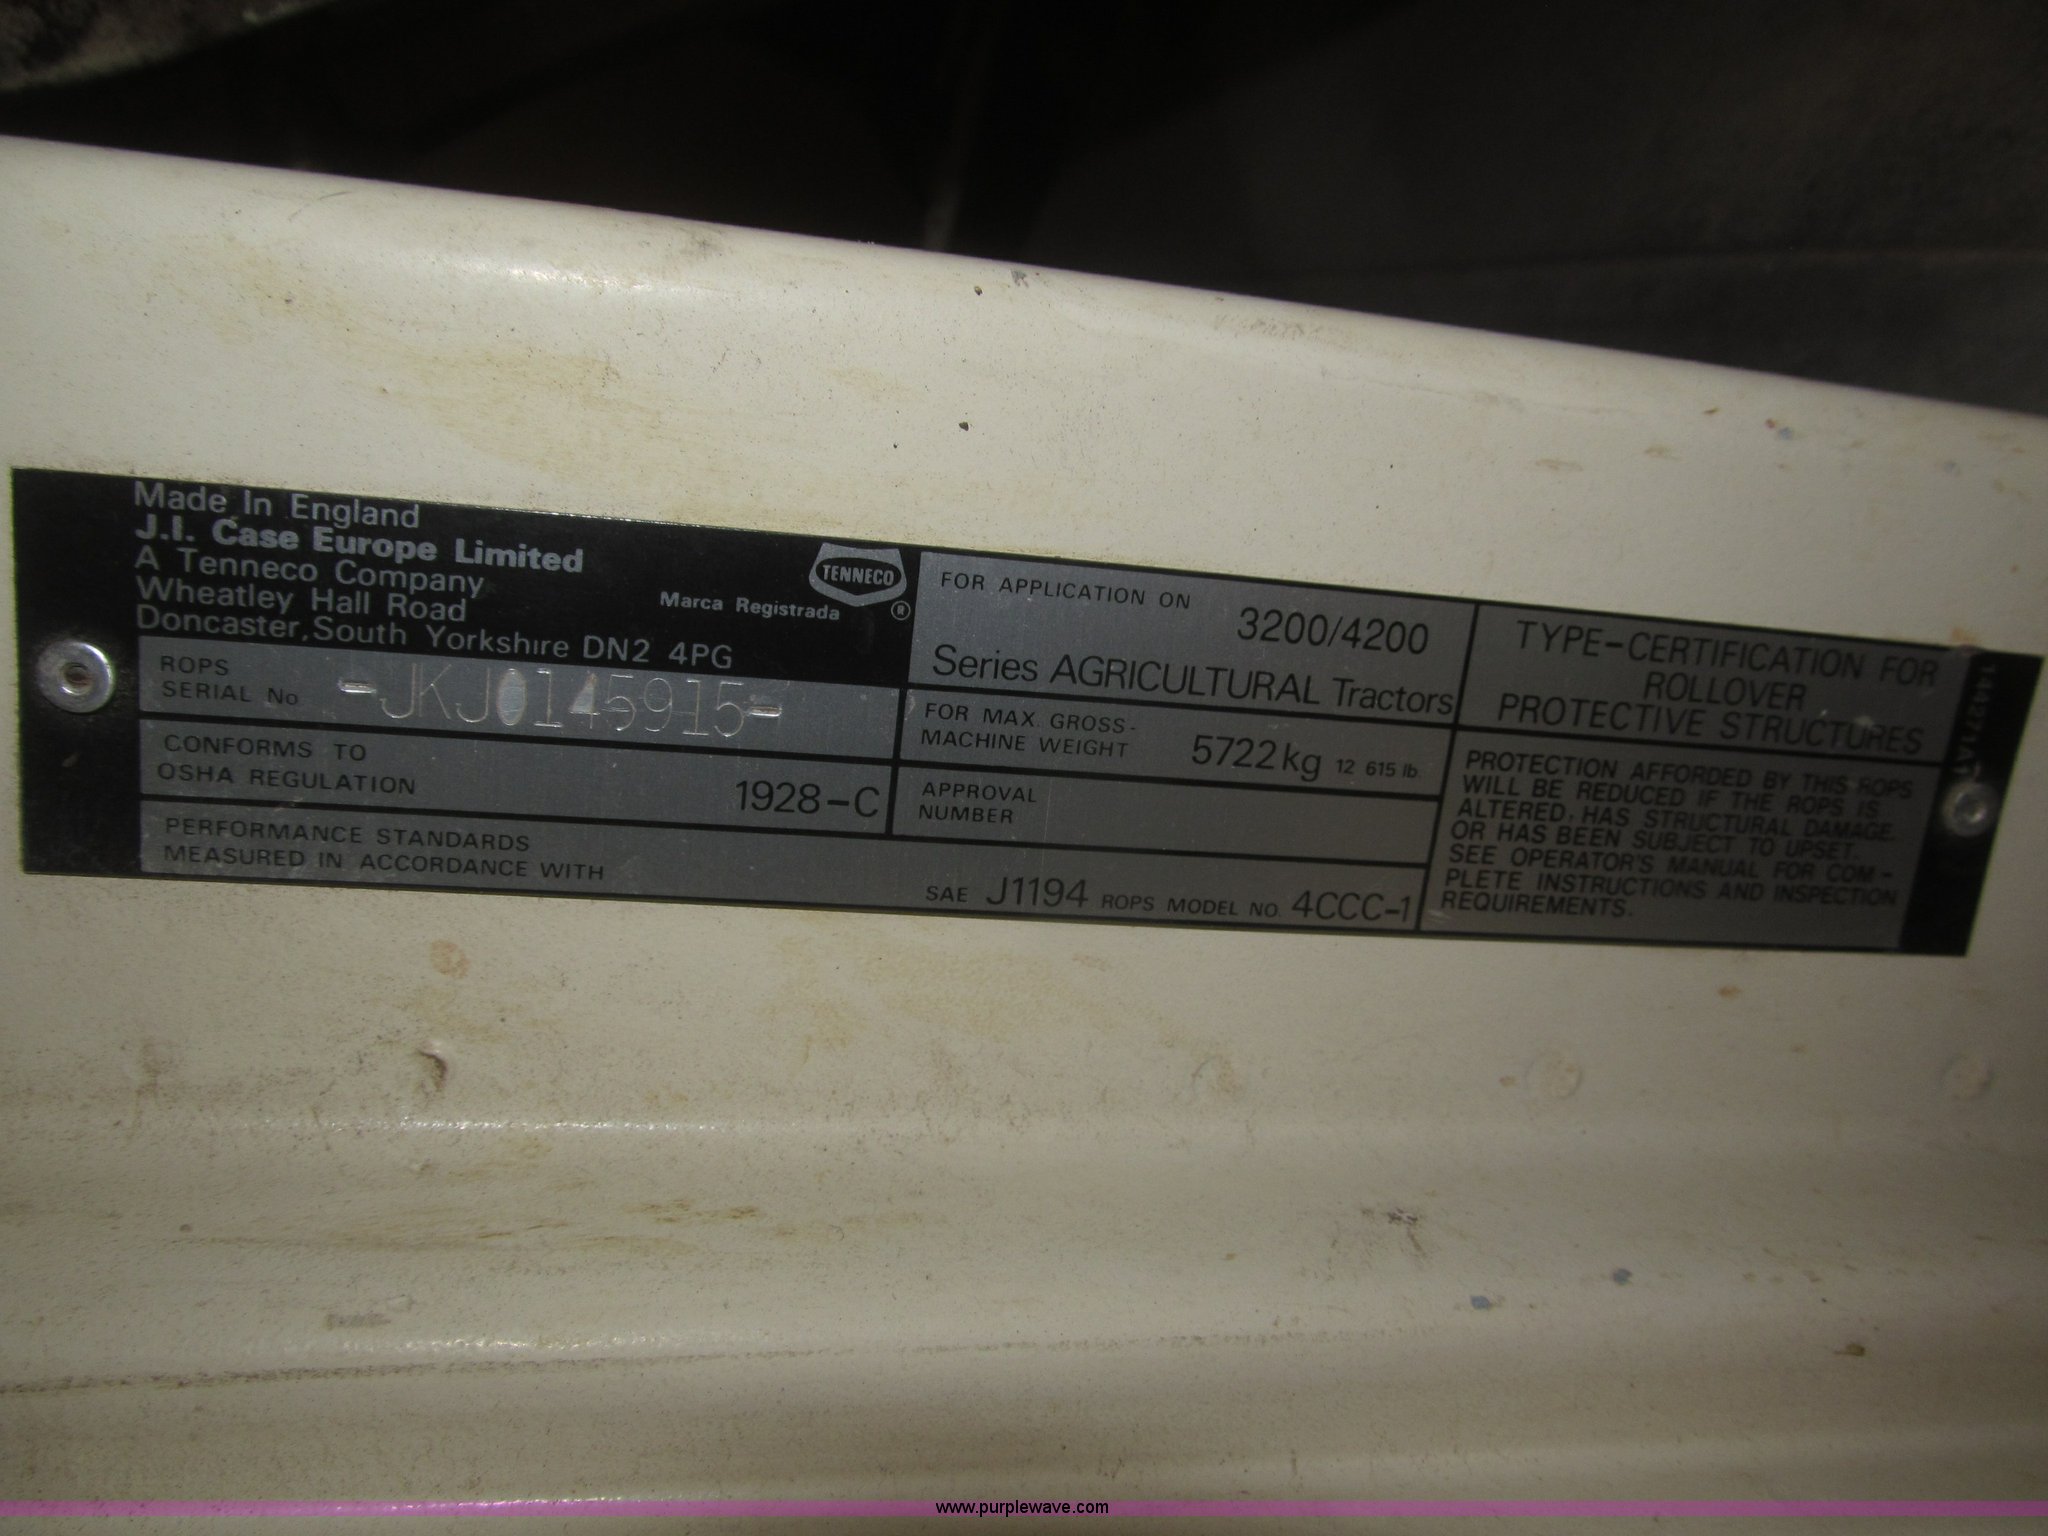 Made In England
J.I. Case Europe Limited
A Tenneco Company
Wheatley Hall Road
Doncaster, South Yorkshire DN2 4PG
TENNECO
Marca Registrada ®
ROPS
SERIAL No -JKJ0145915-
CONFORMS TO
OSHA REGULATION 1928-C
PERFORMANCE STANDARDS
MEASURED IN ACCORDANCE WITH
SAE J1194 ROPS MODEL NO. 4CCC-1
FOR APPLICATION ON 3200/4200
Series AGRICULTURAL Tractors
FOR MAX. GROSS-
MACHINE WEIGHT 5722kg 12 615 lb.
APPROVAL
NUMBER
TYPE-CERTIFICATION FOR
ROLLOVER
PROTECTIVE STRUCTURES
PROTECTION AFFORDED BY THIS ROPS
WILL BE REDUCED IF THE ROPS IS
ALTERED, HAS STRUCTURAL DAMAGE,
OR HAS BEEN SUBJECT TO UPSET.
SEE OPERATOR'S MANUAL FOR COM-
PLETE INSTRUCTIONS AND INSPECTION
REQUIREMENTS.
www.purplewave.com